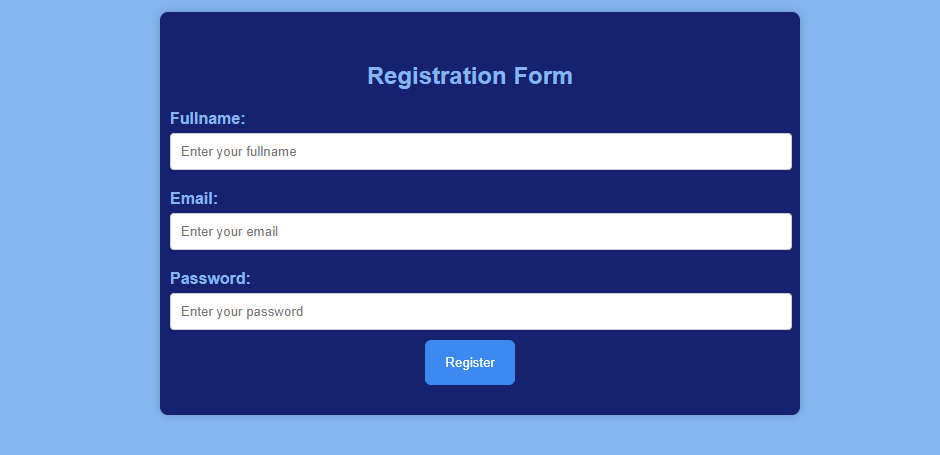 Registration Form
Fullname:
Enter your fullname
Email:
Enter your email
Password:
Enter your password
Register